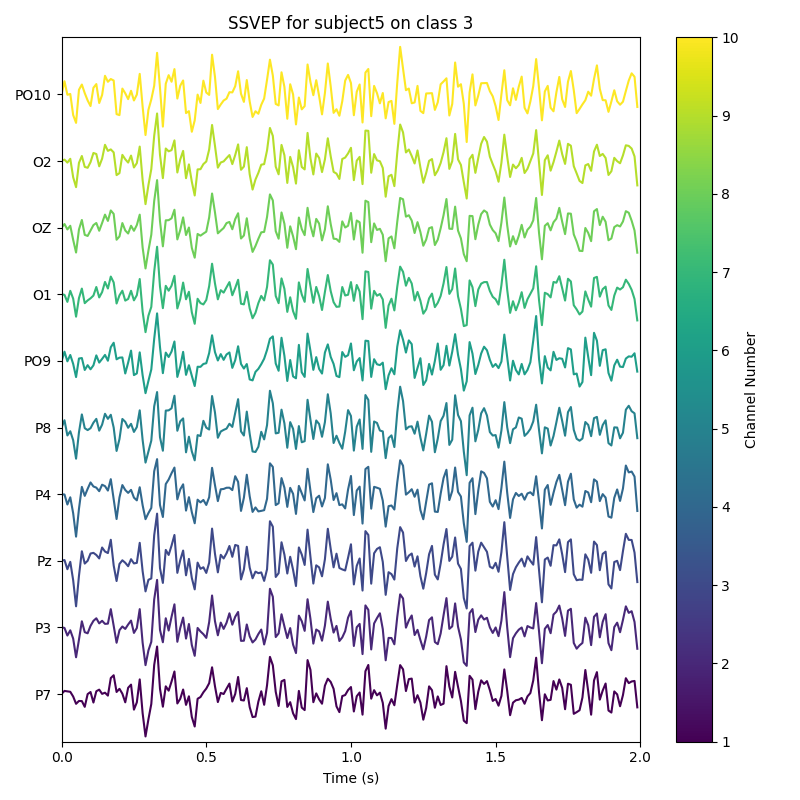 SSVEP for subject5 on class 3
PO10
O2
OZ
O1
PO9
P8
P4
Pz
P3
P7
0.0
0.5
1.0
1.5
2.0
Time (s)
10
9
8
7
6
5
4
3
2
1
Channel Number